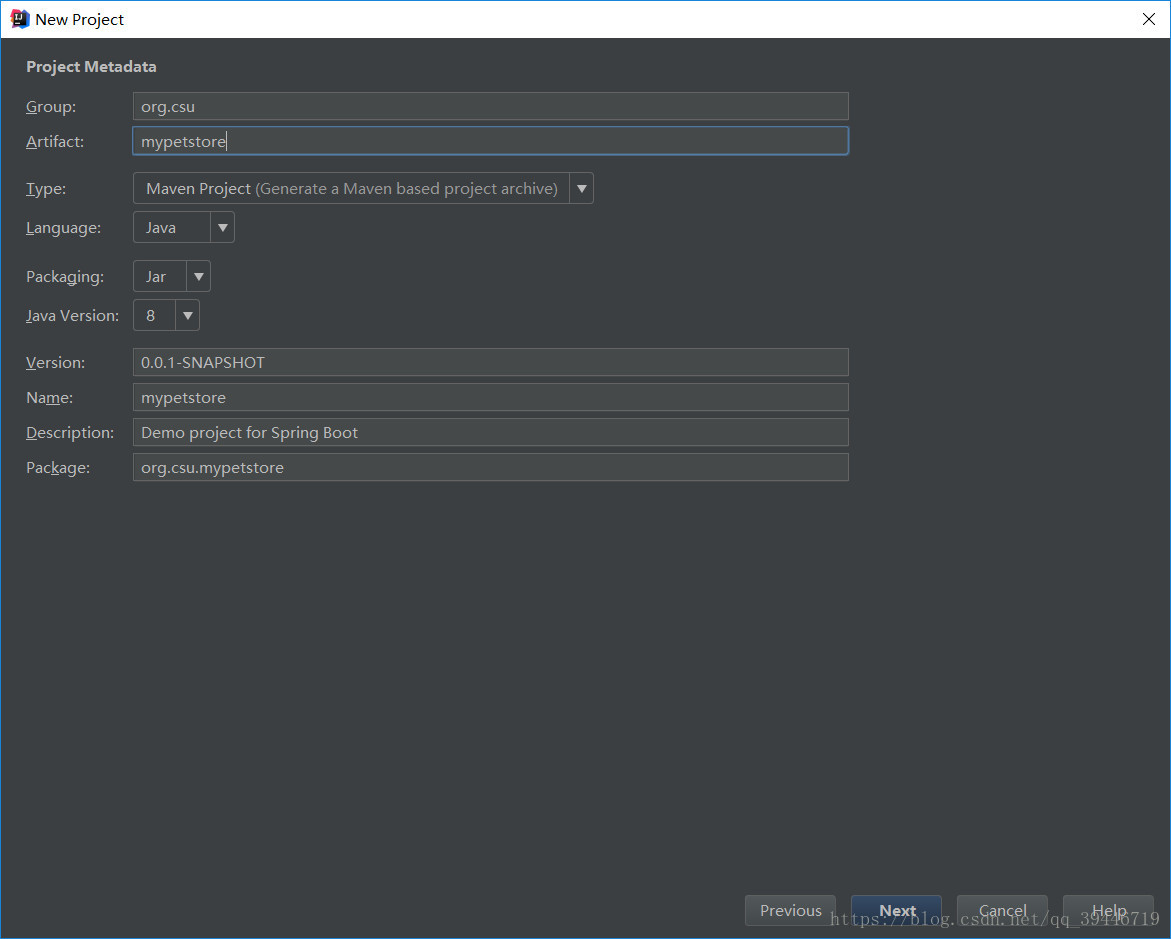 New Project
Project Metadata
Group: org.csu
Artifact: mypetstore
Type: Maven Project (Generate a Maven based project archive)
Language: Java
Packaging: Jar
Java Version: 8
Version: 0.0.1-SNAPSHOT
Name: mypetstore
Description: Demo project for Spring Boot
Package: org.csu.mypetstore
Previous Next Cancel Help
https://blog.csdn.net/qq_39446719